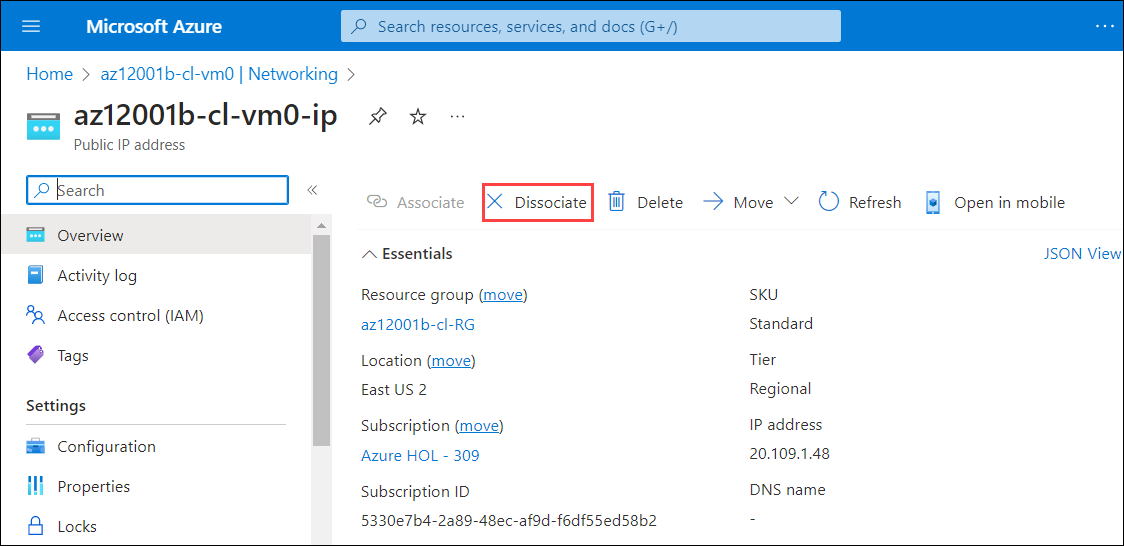 Microsoft Azure
Search resources, services, and docs (G+/)
Home > az12001b-cl-vm0 | Networking >
az12001b-cl-vm0-ip
Public IP address
Search
Associate
Dissociate
Delete
Move
Refresh
Open in mobile
Overview
Activity log
Access control (IAM)
Tags
Settings
Configuration
Properties
Locks
Essentials
JSON View
Resource group (move)
az12001b-cl-RG
Location (move)
East US 2
Subscription (move)
Azure HOL - 309
Subscription ID
5330e7b4-2a89-48ec-af9d-f6df55ed58b2
SKU
Standard
Tier
Regional
IP address
20.109.1.48
DNS name
-